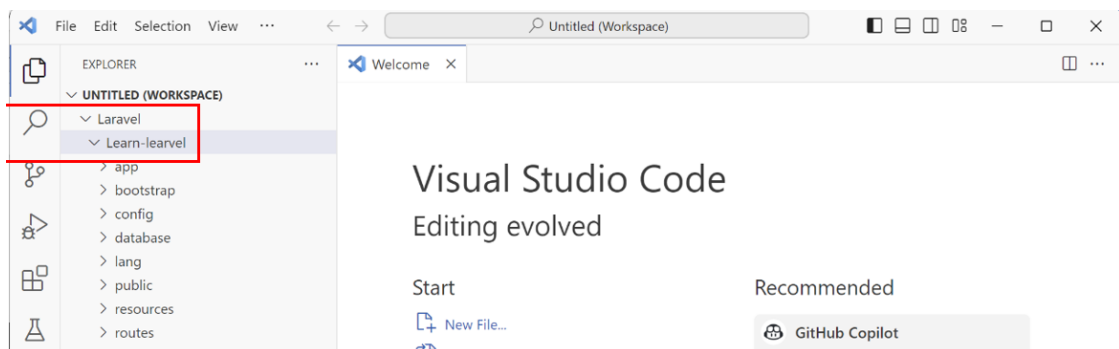 File Edit Selection View ...
Untitled (Workspace)
EXPLORER
Welcome
UNTITLED (WORKSPACE)
Laravel
Learn-learvel
app
bootstrap
config
database
lang
public
resources
routes
Visual Studio Code
Editing evolved
Start
Recommended
New File...
GitHub Copilot